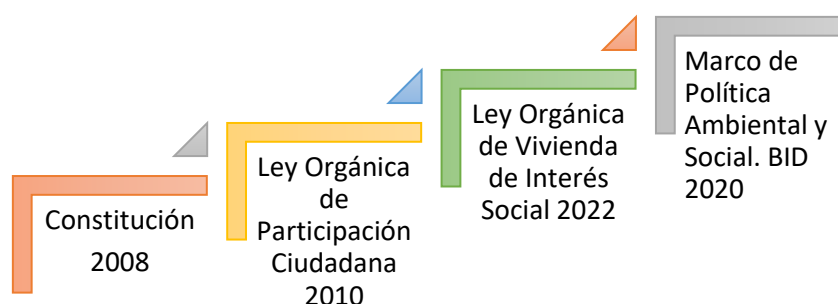 Constitución
2008
Ley Orgánica
de
Participación
Ciudadana
2010
Ley Orgánica
de Vivienda
de Interés
Social 2022
Marco de
Política
Ambiental y
Social. BID
2020